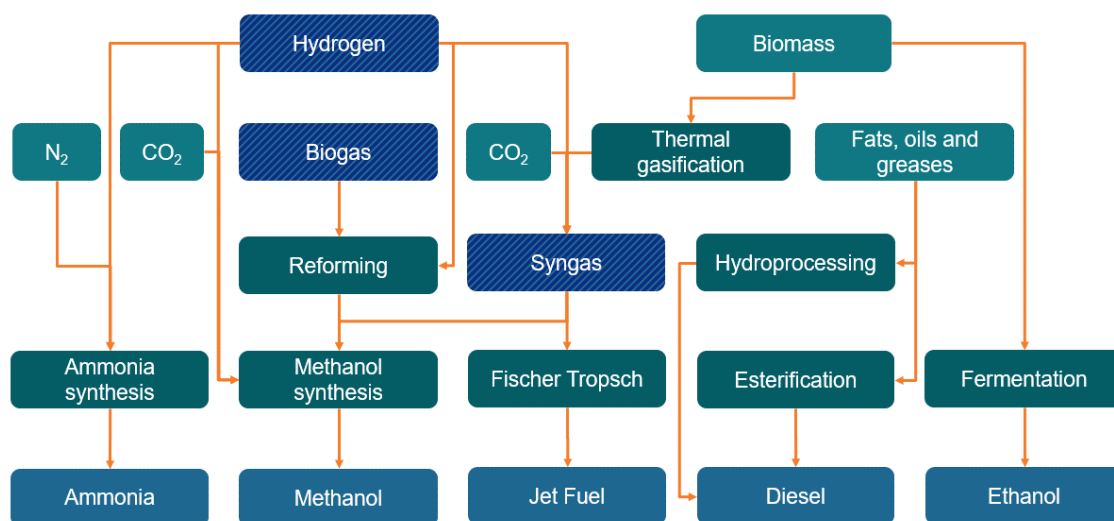 Hydrogen
Biomass
N₂
CO₂
Biogas
CO₂
Thermal
gasification
Fats, oils and
greases
Reforming
Syngas
Hydroprocessing
Ammonia
synthesis
Methanol
synthesis
Fischer Tropsch
Esterification
Fermentation
Ammonia
Methanol
Jet Fuel
Diesel
Ethanol